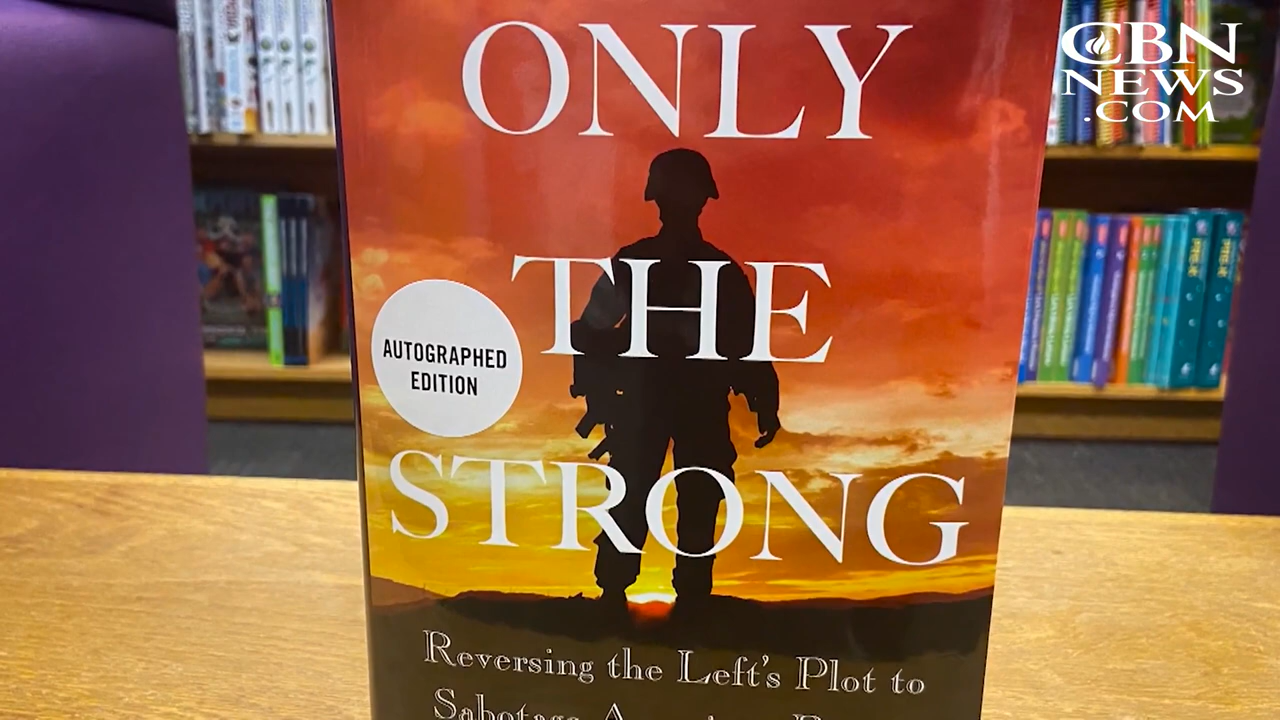 CBN
NEWS
.COM
ONLY
THE
AUTOGRAPHED
EDITION
STRONG
Reversing the Left's Plot to